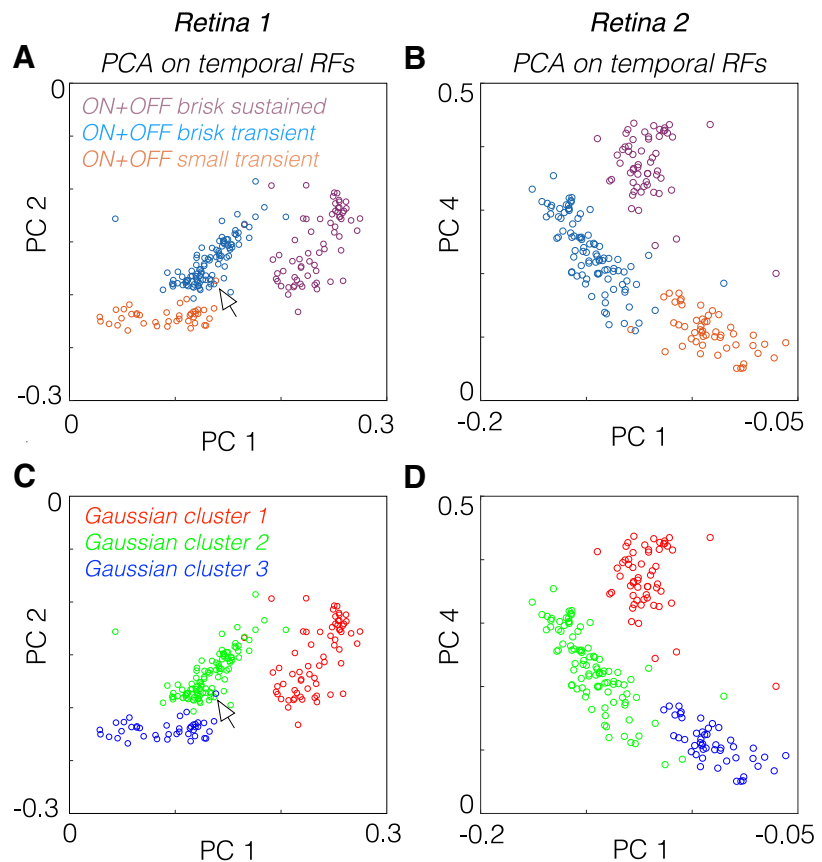 Retina 1
Retina 2
A
PCA on temporal RFs
B
PCA on temporal RFs
0
ON+OFF brisk sustained
ON+OFF brisk transient
ON+OFF small transient
PC 2
-0.3
0
0.3
PC 1
0.5
PC 4
0
-0.2
-0.05
PC 1
C
D
0
Gaussian cluster 1
Gaussian cluster 2
Gaussian cluster 3
PC 2
-0.3
0
0.3
PC 1
0.5
PC 4
0
-0.2
-0.05
PC 1